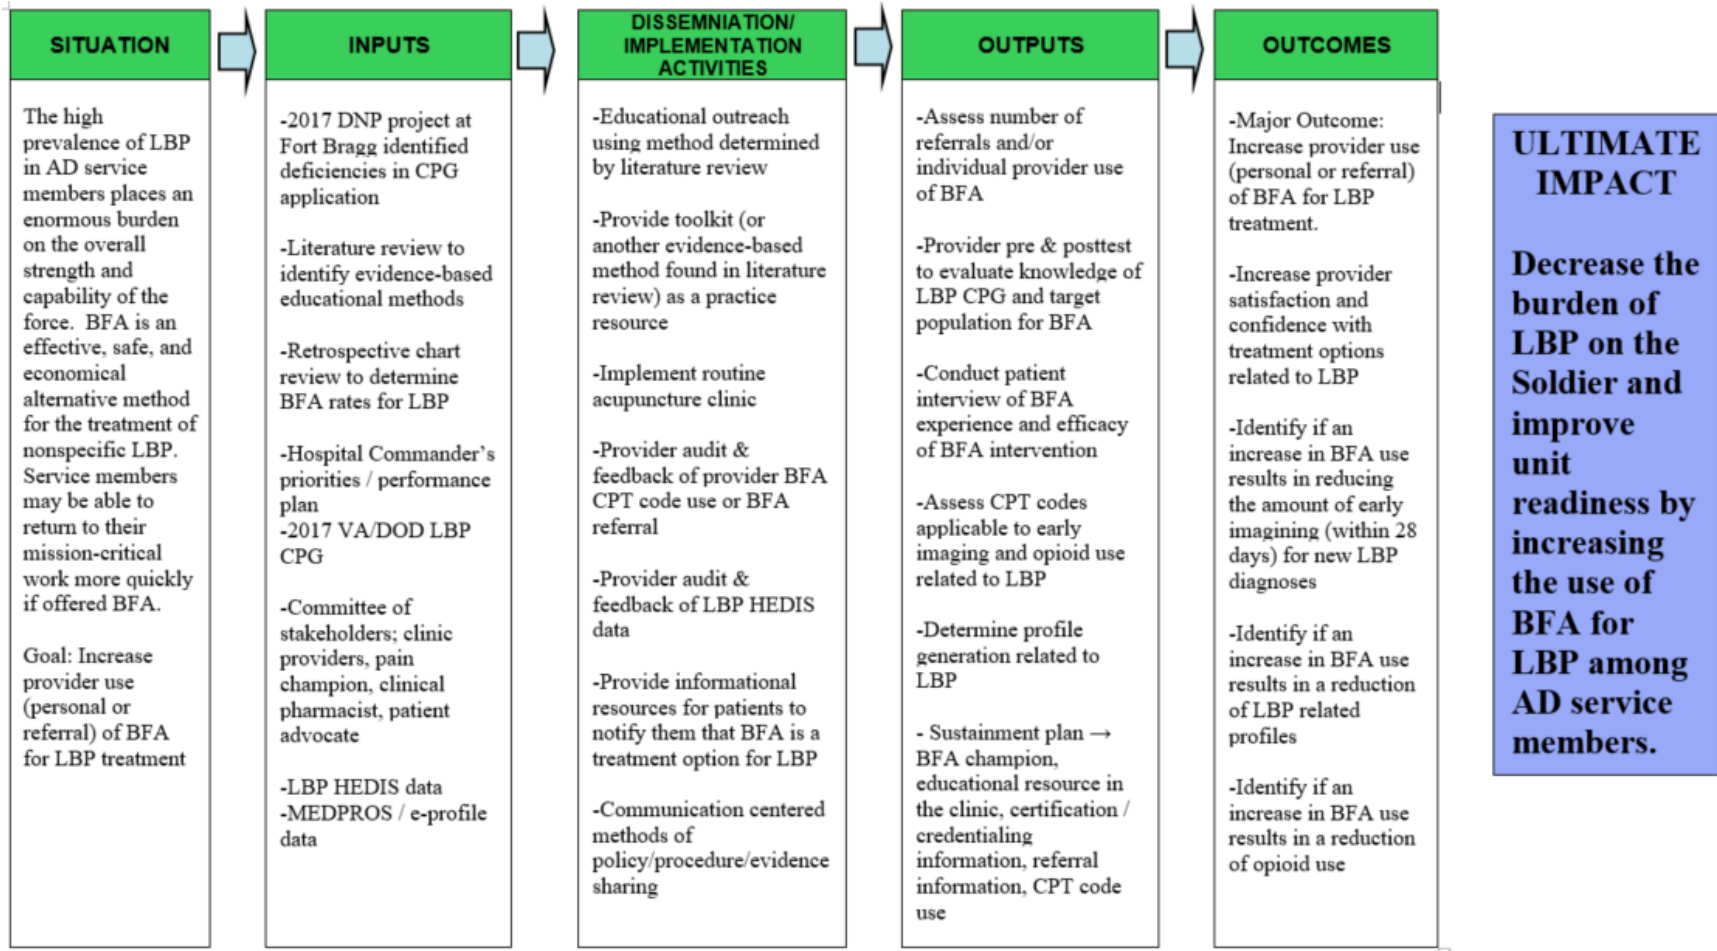 SITUATION
The high
prevalence of LBP
in AD service
members places an
enormous burden
on the overall
strength and
capability of the
force.  BFA is an
effective, safe, and
economical
alternative method
for the treatment of
nonspecific LBP.
Service members
may be able to
return to their
mission-critical
work more quickly
if offered BFA.
Goal: Increase
provider use
(personal or
referral) of BFA
for LBP treatment
INPUTS
-2017 DNP project at
Fort Bragg identified
deficiencies in CPG
application
-Literature review to
identify evidence-based
educational methods
-Retrospective chart
review to determine
BFA rates for LBP
-Hospital Commander's
priorities / performance
plan
-2017 VA/DOD LBP
CPG
-Committee of
stakeholders; clinic
providers, pain
champion, clinical
pharmacist, patient
advocate
-LBP HEDIS data
-MEDPROS / e-profile
data
DISSEMNIATION/
IMPLEMENTATION
ACTIVITIES
-Educational outreach
using method determined
by literature review
-Provide toolkit (or
another evidence-based
method found in literature
review) as a practice
resource
-Implement routine
acupuncture clinic
-Provider audit &
feedback of provider BFA
CPT code use or BFA
referral
-Provider audit &
feedback of LBP HEDIS
data
-Provide informational
resources for patients to
notify them that BFA is a
treatment option for LBP
-Communication centered
methods of
policy/procedure/evidence
sharing
OUTPUTS
-Assess number of
referrals and/or
individual provider use
of BFA
-Provider pre & posttest
to evaluate knowledge of
LBP CPG and target
population for BFA
-Conduct patient
interview of BFA
experience and efficacy
of BFA intervention
-Assess CPT codes
applicable to early
imaging and opioid use
related to LBP
-Determine profile
generation related to
LBP
- Sustainment plan →
BFA champion,
educational resource in
the clinic, certification /
credentialing
information, referral
information, CPT code
use
OUTCOMES
-Major Outcome:
Increase provider use
(personal or referral)
of BFA for LBP
treatment.
-Increase provider
satisfaction and
confidence with
treatment options
related to LBP
-Identify if an
increase in BFA use
results in reducing
the amount of early
imagining (within 28
days) for new LBP
diagnoses
-Identify if an
increase in BFA use
results in a reduction
of LBP related
profiles
-Identify if an
increase in BFA use
results in a reduction
of opioid use
ULTIMATE
IMPACT
Decrease the
burden of
LBP on the
Soldier and
improve
unit
readiness by
increasing
the use of
BFA for
LBP among
AD service
members.